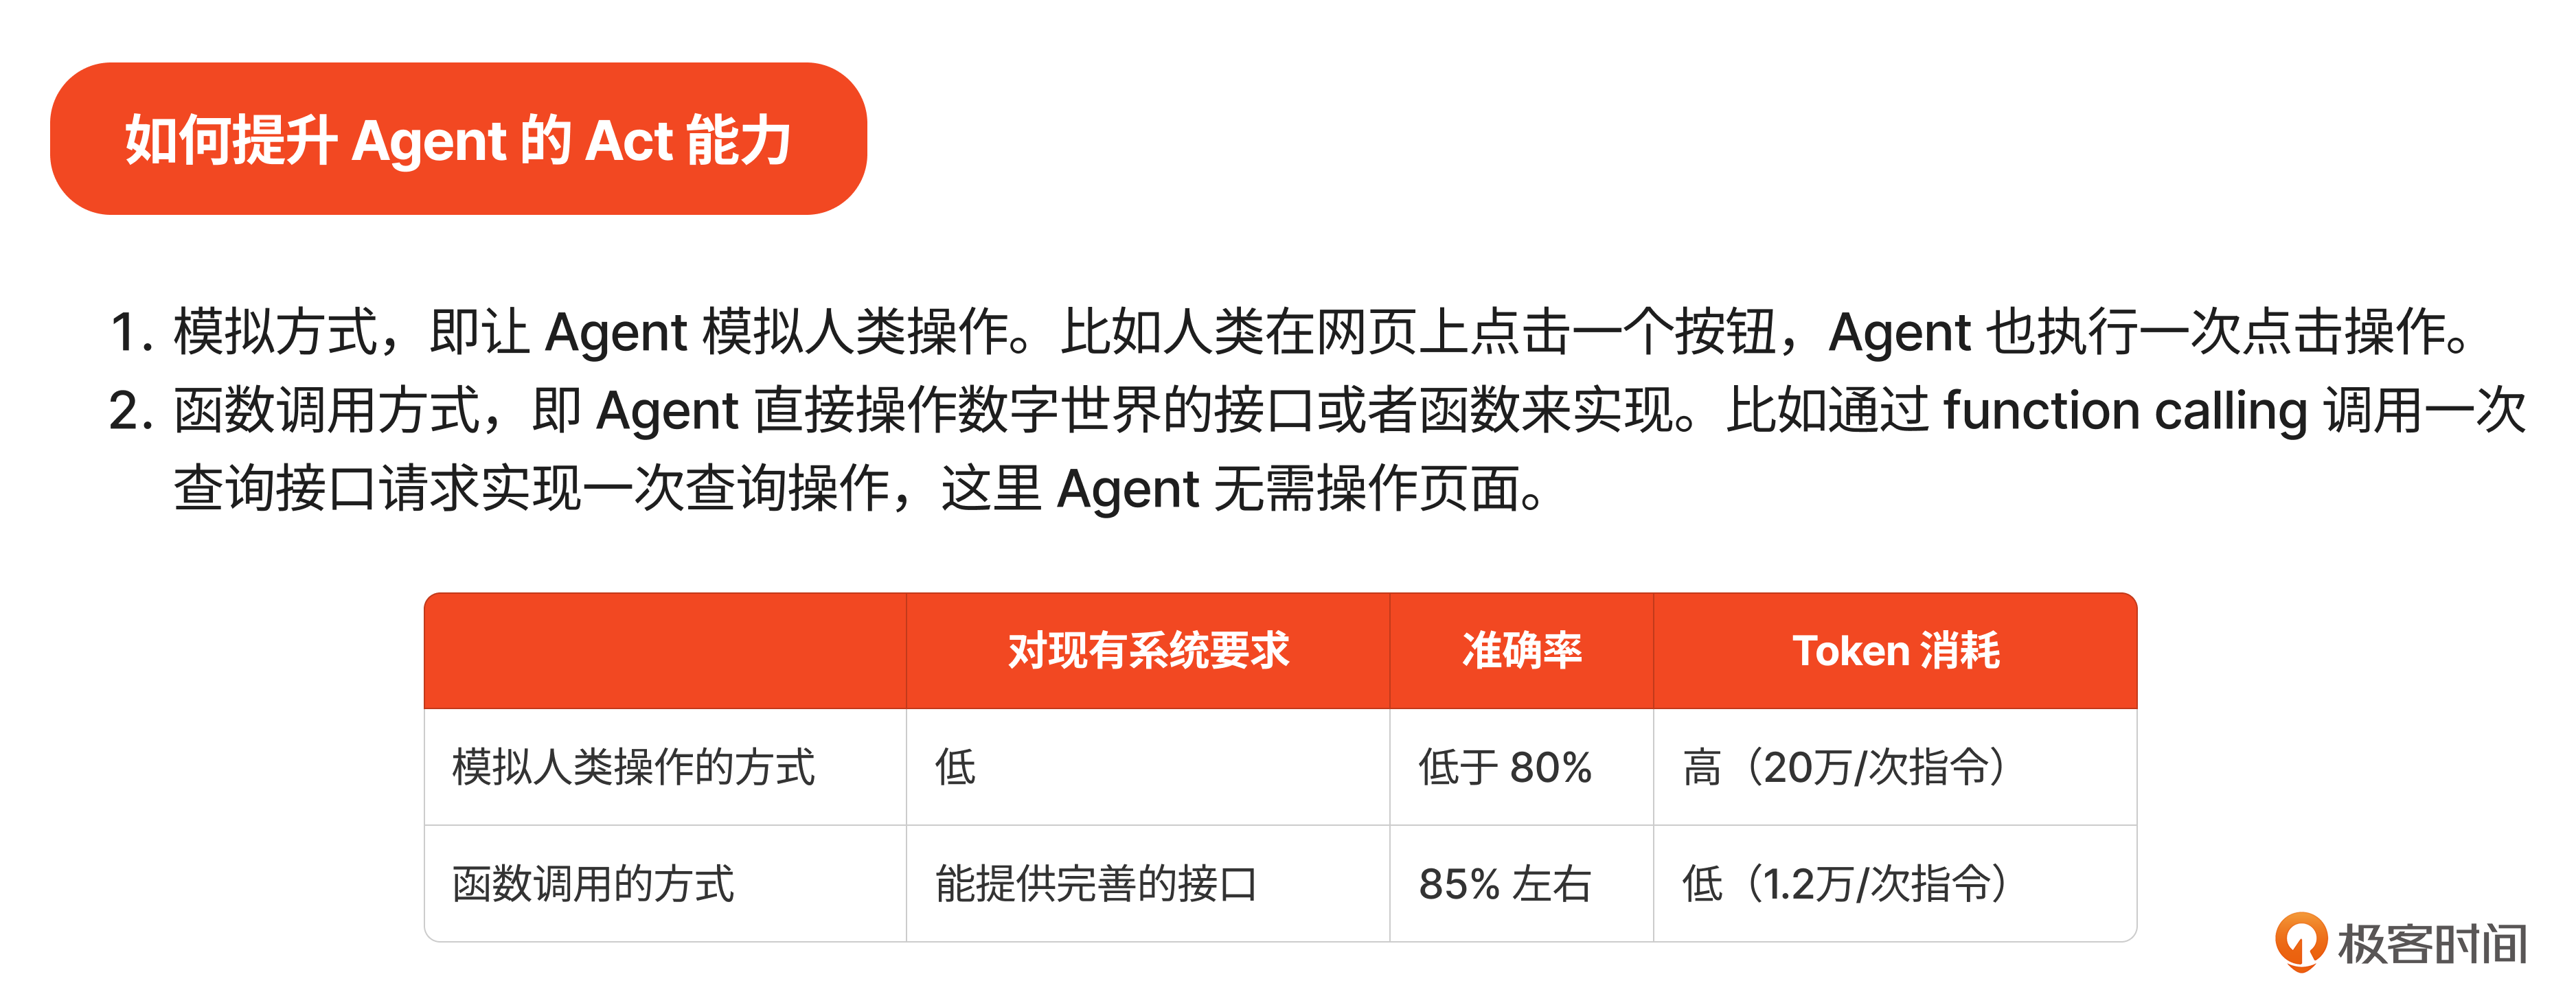 如何提升 Agent 的 Act 能力
1. 模拟方式，即让 Agent 模拟人类操作。比如人类在网页上点击一个按钮，Agent 也执行一次点击操作。
2. 函数调用方式，即 Agent 直接操作数字世界的接口或者函数来实现。比如通过 function calling 调用一次
查询接口请求实现一次查询操作，这里 Agent 无需操作页面。
对现有系统要求 准确率 Token 消耗
模拟人类操作的方式 低 低于 80% 高（20万/次指令）
函数调用的方式 能提供完善的接口 85% 左右 低（1.2万/次指令）
极客时间